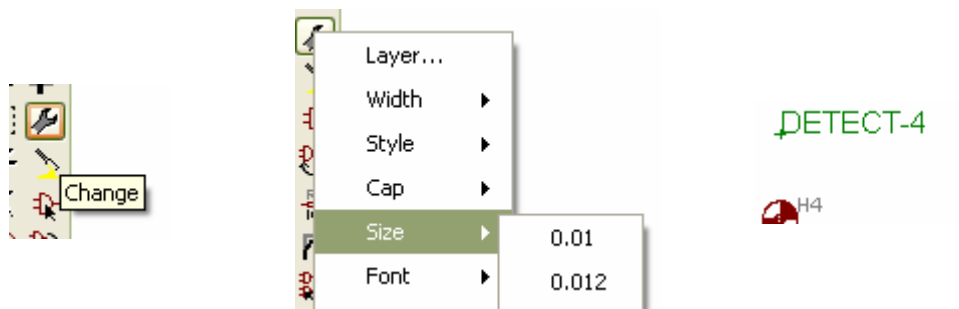 Change
Layer...
Width
Style
Cap
Size
Font
0.01
0.012
DETECT-4
H4